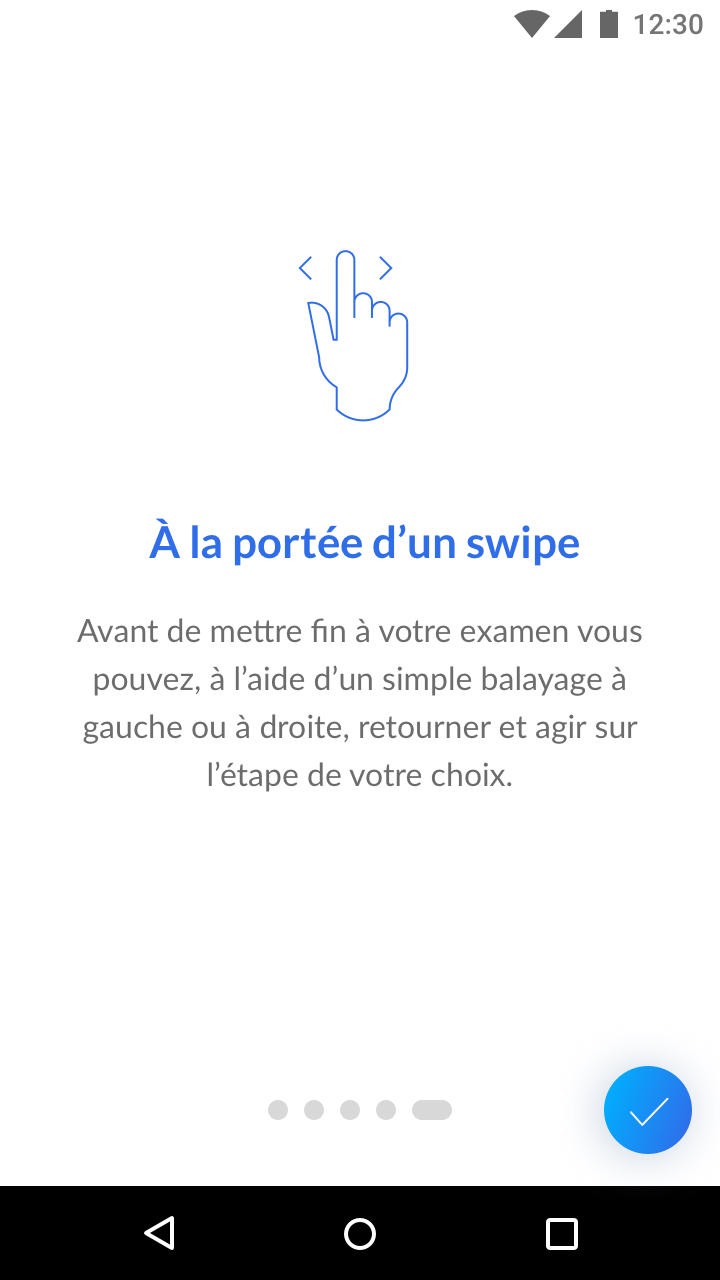 12:30
À la portée d’un swipe
Avant de mettre fin à votre examen vous
pouvez, à l’aide d’un simple balayage à
gauche ou à droite, retourner et agir sur
l’étape de votre choix.